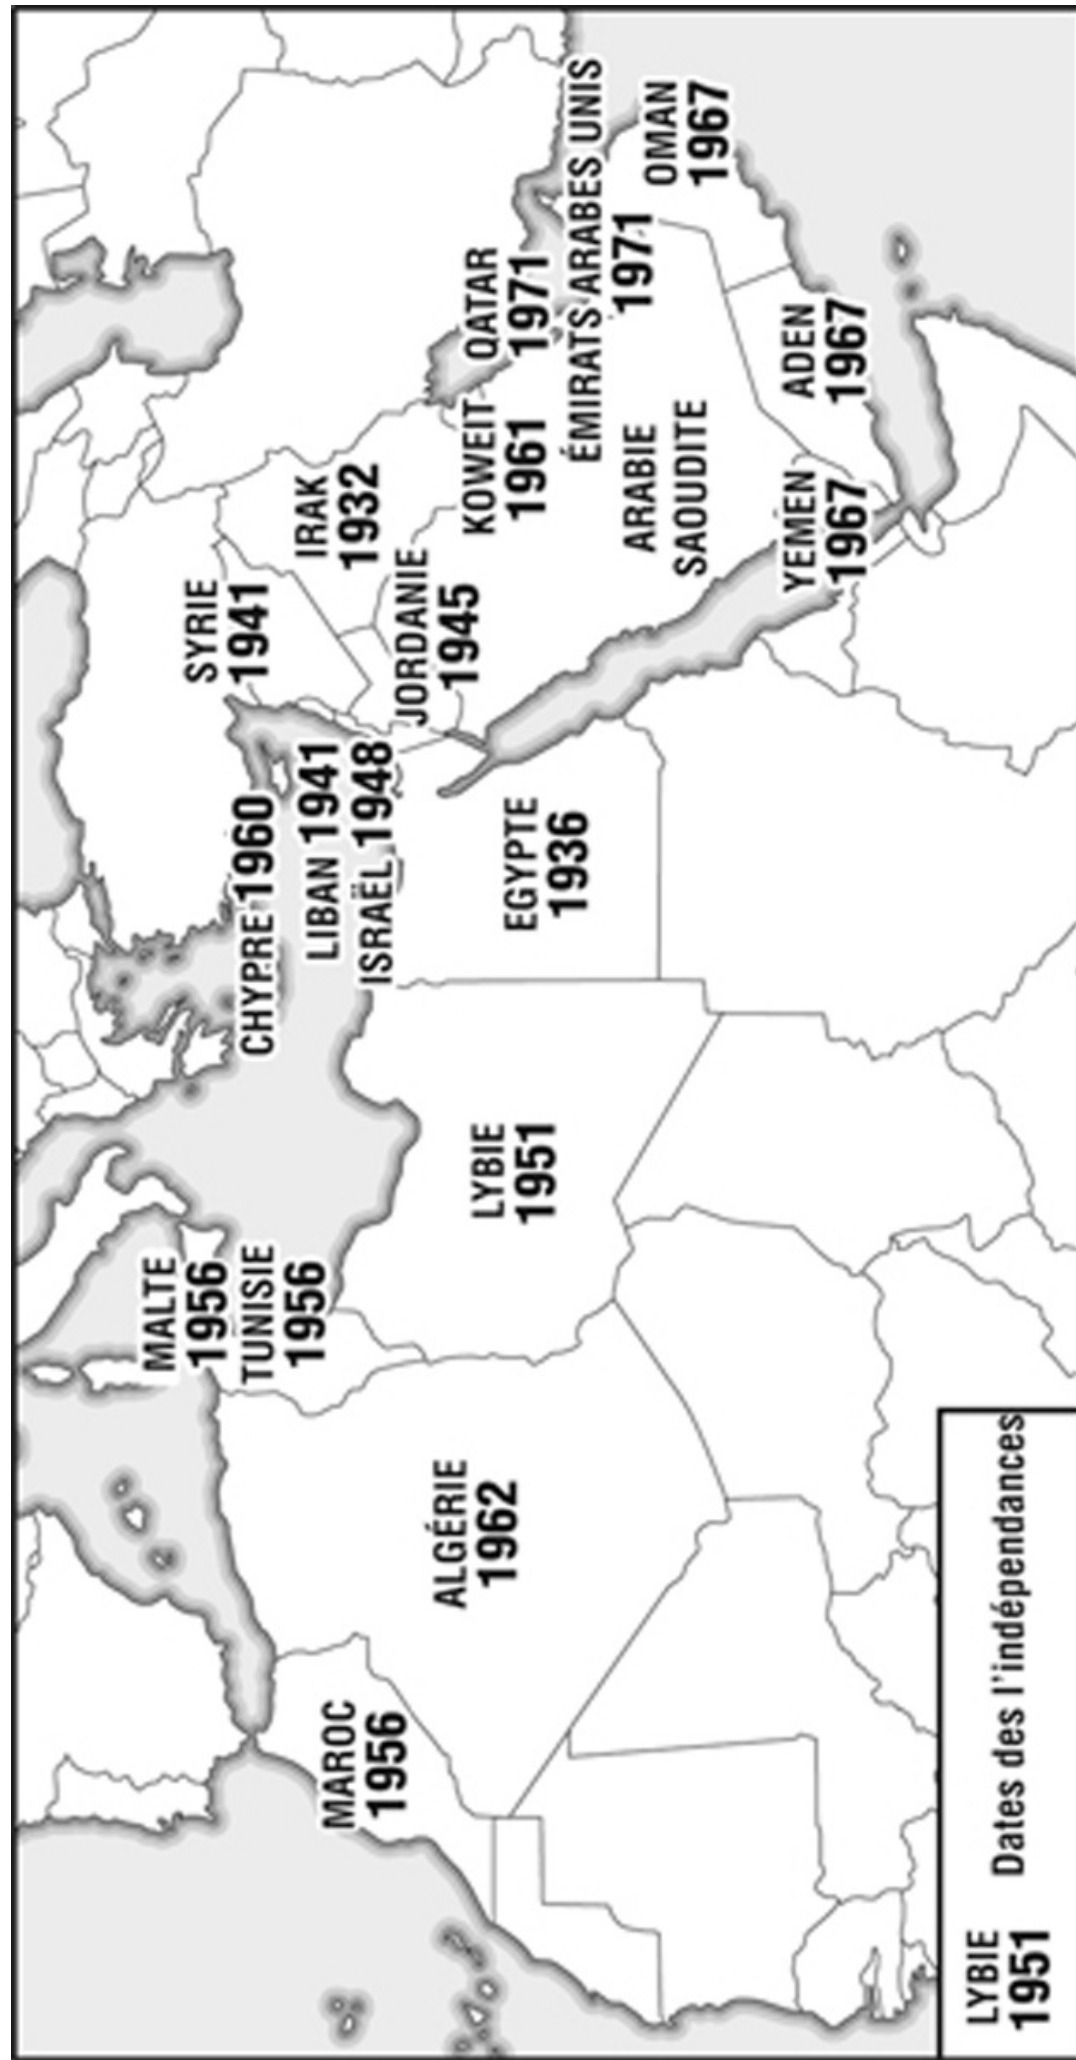 MALTE
1956
TUNISIE
1956
MAROC
1956
ALGÉRIE
1962
LYBIE
1951
CHYPRE 1960
LIBAN 1941
ISRAËL 1948
EGYPTE
1936
SYRIE
1941
IRAK
1932
JORDANIE
1945
KOWEIT
1961
QATAR
1971
ÉMIRATS ARABES UNIS
1971
ARABIE
SAOUDITE
OMAN
1967
ADEN
1967
YEMEN
1967
LYBIE
1951
Dates des l'indépendances